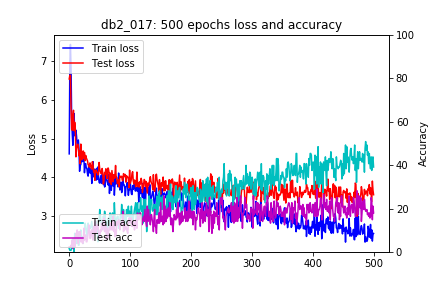 db2_017: 500 epochs loss and accuracy
Train loss
Test loss
Train acc
Test acc
Loss
7
6
5
4
3
Accuracy
100
80
60
40
20
0
0
100
200
300
400
500